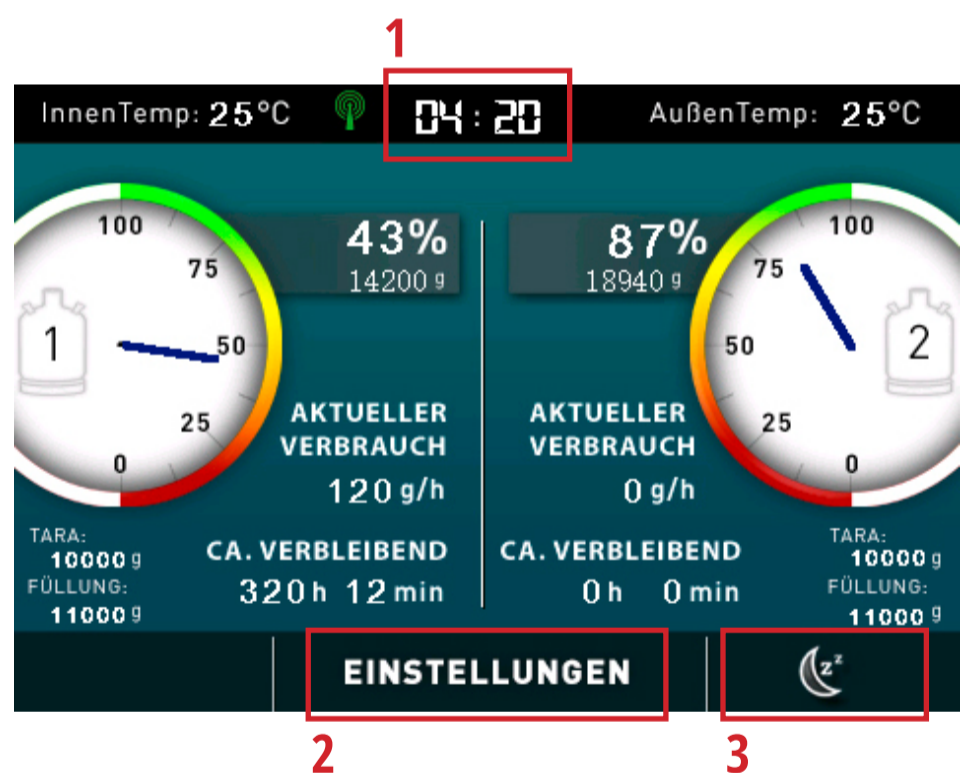 1
InnenTemp: 25°C 04:20 AußenTemp: 25°C
100
75
50
25
0
1
43%
14200 g
AKTUELLER
VERBRAUCH
120 g/h
CA. VERBLEIBEND
320 h 12 min
TARA:
10000 g
FÜLLUNG:
11000 g
87%
18940 g
100
75
50
25
0
2
AKTUELLER
VERBRAUCH
0 g/h
CA. VERBLEIBEND
0 h 0 min
TARA:
10000 g
FÜLLUNG:
11000 g
EINSTELLUNGEN zz
2 3